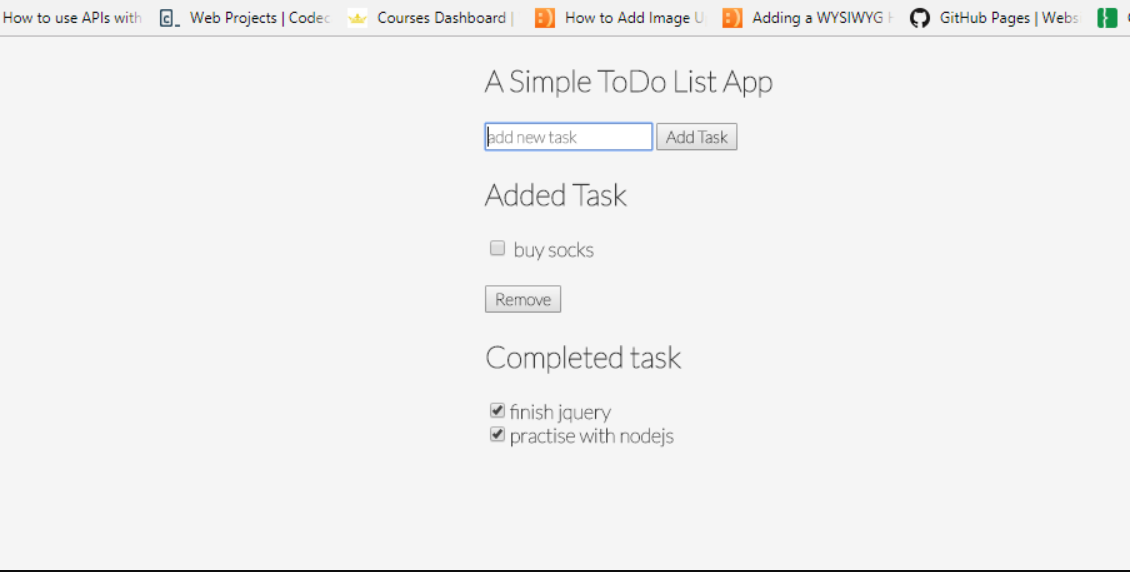 How to use APIs with c_ Web Projects | Codec Courses Dashboard | :) How to Add Image U :) Adding a WYSIWYG GitHub Pages | Webs
A Simple ToDo List App
add new task Add Task
Added Task
buy socks
Remove
Completed task
finish jquery
practise with nodejs